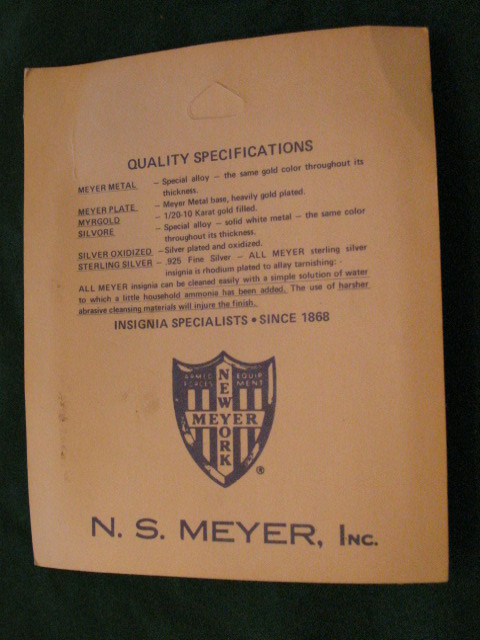 QUALITY SPECIFICATIONS
MEYER METAL – Special alloy – the same gold color throughout its
thickness.
MEYER PLATE – Meyer Metal base, heavily gold plated.
MYRGOLD – 1/20-10 Karat gold filled.
SILVORE – Special alloy – solid white metal – the same color
throughout its thickness.
SILVER OXIDIZED – Silver plated and oxidized.
STERLING SILVER – .925 Fine Silver – ALL MEYER sterling silver
insignia is rhodium plated to allay tarnishing:
ALL MEYER insignia can be cleaned easily with a simple solution of water
to which a little household ammonia has been added. The use of harsher
abrasive cleansing materials will injure the finish.
INSIGNIA SPECIALISTS • SINCE 1868
ARMED EQUIP
FORCES MENT
NEW YORK
MEYER
®
N. S. MEYER, INC.